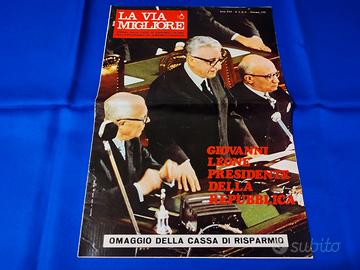 LA VIA
MIGLIORE
GIOVANNI
LEONE
PRESIDENTE
DELLA
REPUBBLICA
OMAGGIO DELLA CASSA DI RISPARMIO
subito